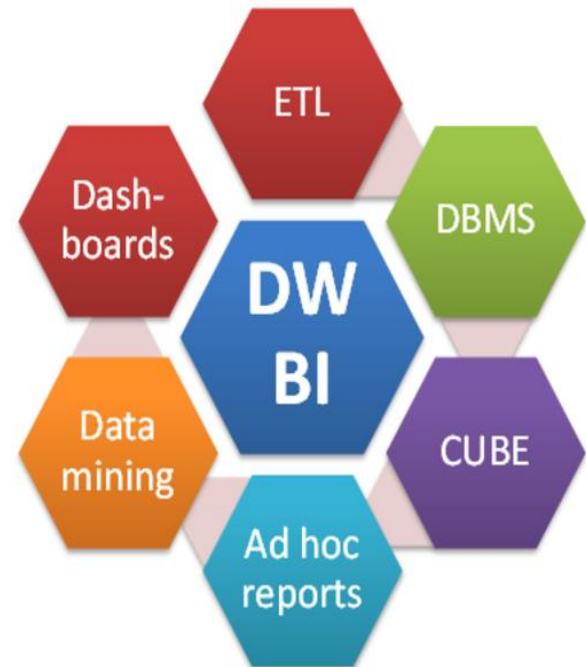 ETL
Dash-
boards
DBMS
DW
BI
Data
mining
CUBE
Ad hoc
reports